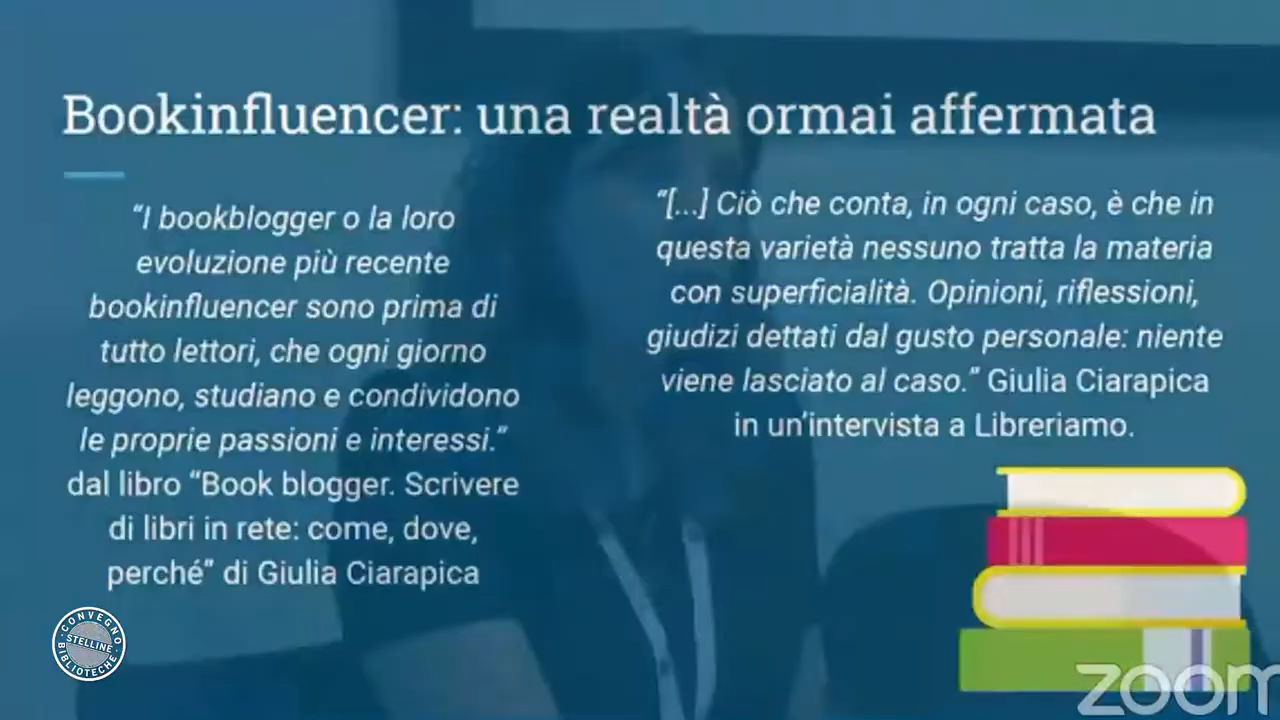 Bookinfluencer: una realtà ormai affermata
“I bookblogger o la loro
evoluzione più recente
bookinfluencer sono prima di
tutto lettori, che ogni giorno
leggono, studiano e condividono
le proprie passioni e interessi.”
dal libro “Book blogger. Scrivere
di libri in rete: come, dove,
perché” di Giulia Ciarapica
“[...] Ciò che conta, in ogni caso, è che in
questa varietà nessuno tratta la materia
con superficialità. Opinioni, riflessioni,
giudizi dettati dal gusto personale: niente
viene lasciato al caso.” Giulia Ciarapica
in un’intervista a Libreriamo.
CONVEGNO
STELLINE
BIBLIOTECHE
zoom